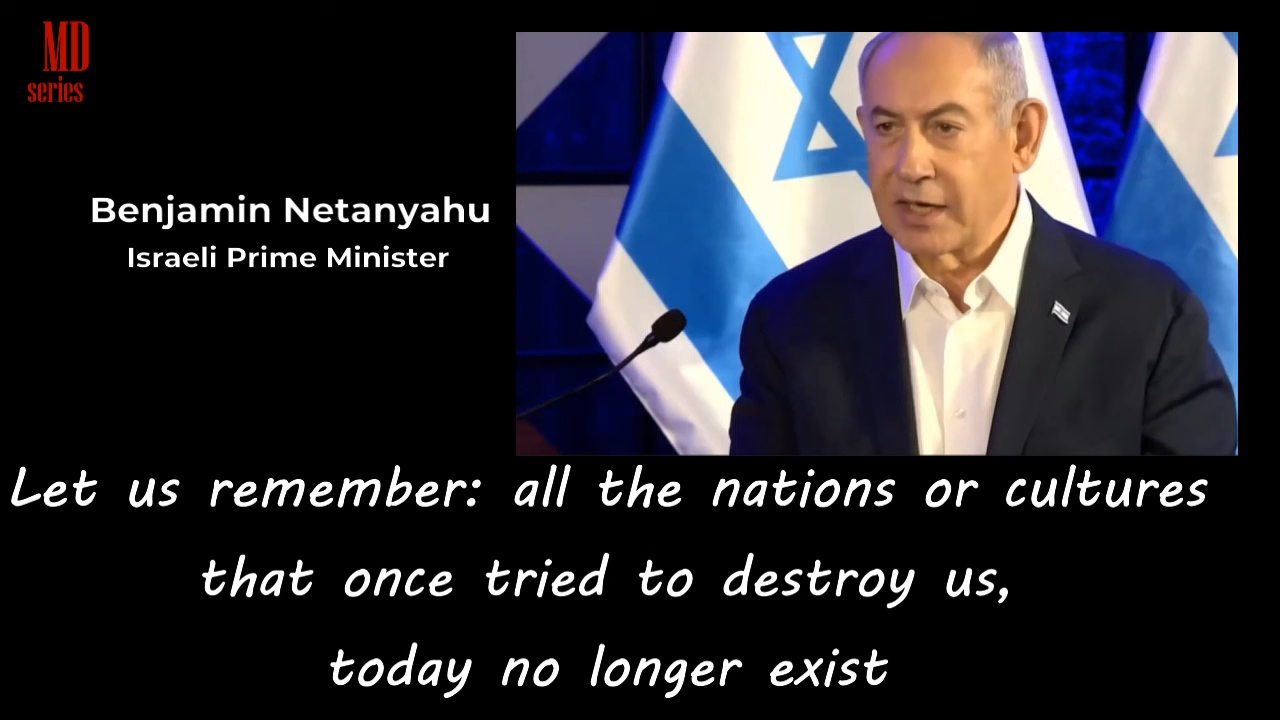 MD
series
Benjamin Netanyahu
Israeli Prime Minister
Let us remember: all the nations or cultures
that once tried to destroy us,
today no longer exist